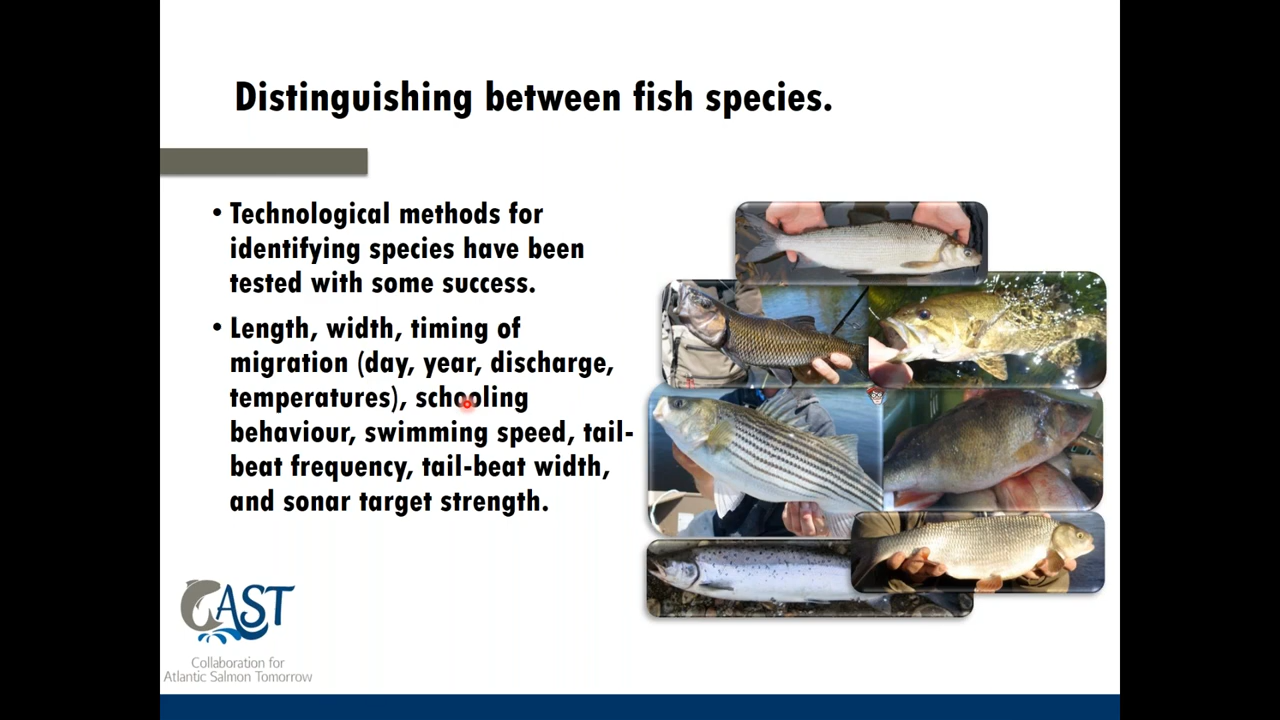 Distinguishing between fish species.
• Technological methods for
identifying species have been
tested with some success.
• Length, width, timing of
migration (day, year, discharge,
temperatures), schooling
behaviour, swimming speed, tail-
beat frequency, tail-beat width,
and sonar target strength.
CAST
Collaboration for
Atlantic Salmon Tomorrow